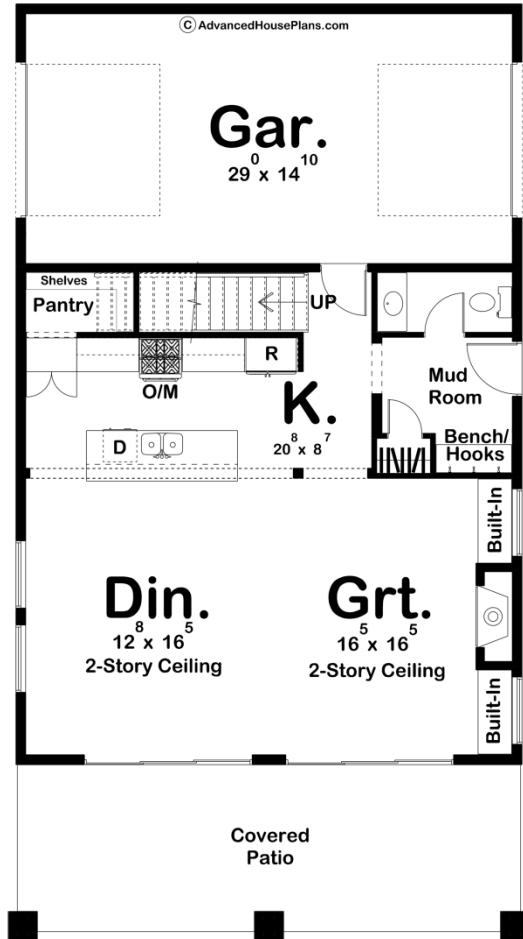 © AdvancedHousePlans.com
Gar.
29⁰ x 14¹⁰
Shelves
Pantry
UP
R
O/M
K.
20⁸ x 8⁷
Mud
Room
Bench/
Hooks
D
Built-In
Din.
12⁸ x 16⁵
2-Story Ceiling
Grt.
16⁵ x 16⁵
2-Story Ceiling
Built-In
Covered
Patio